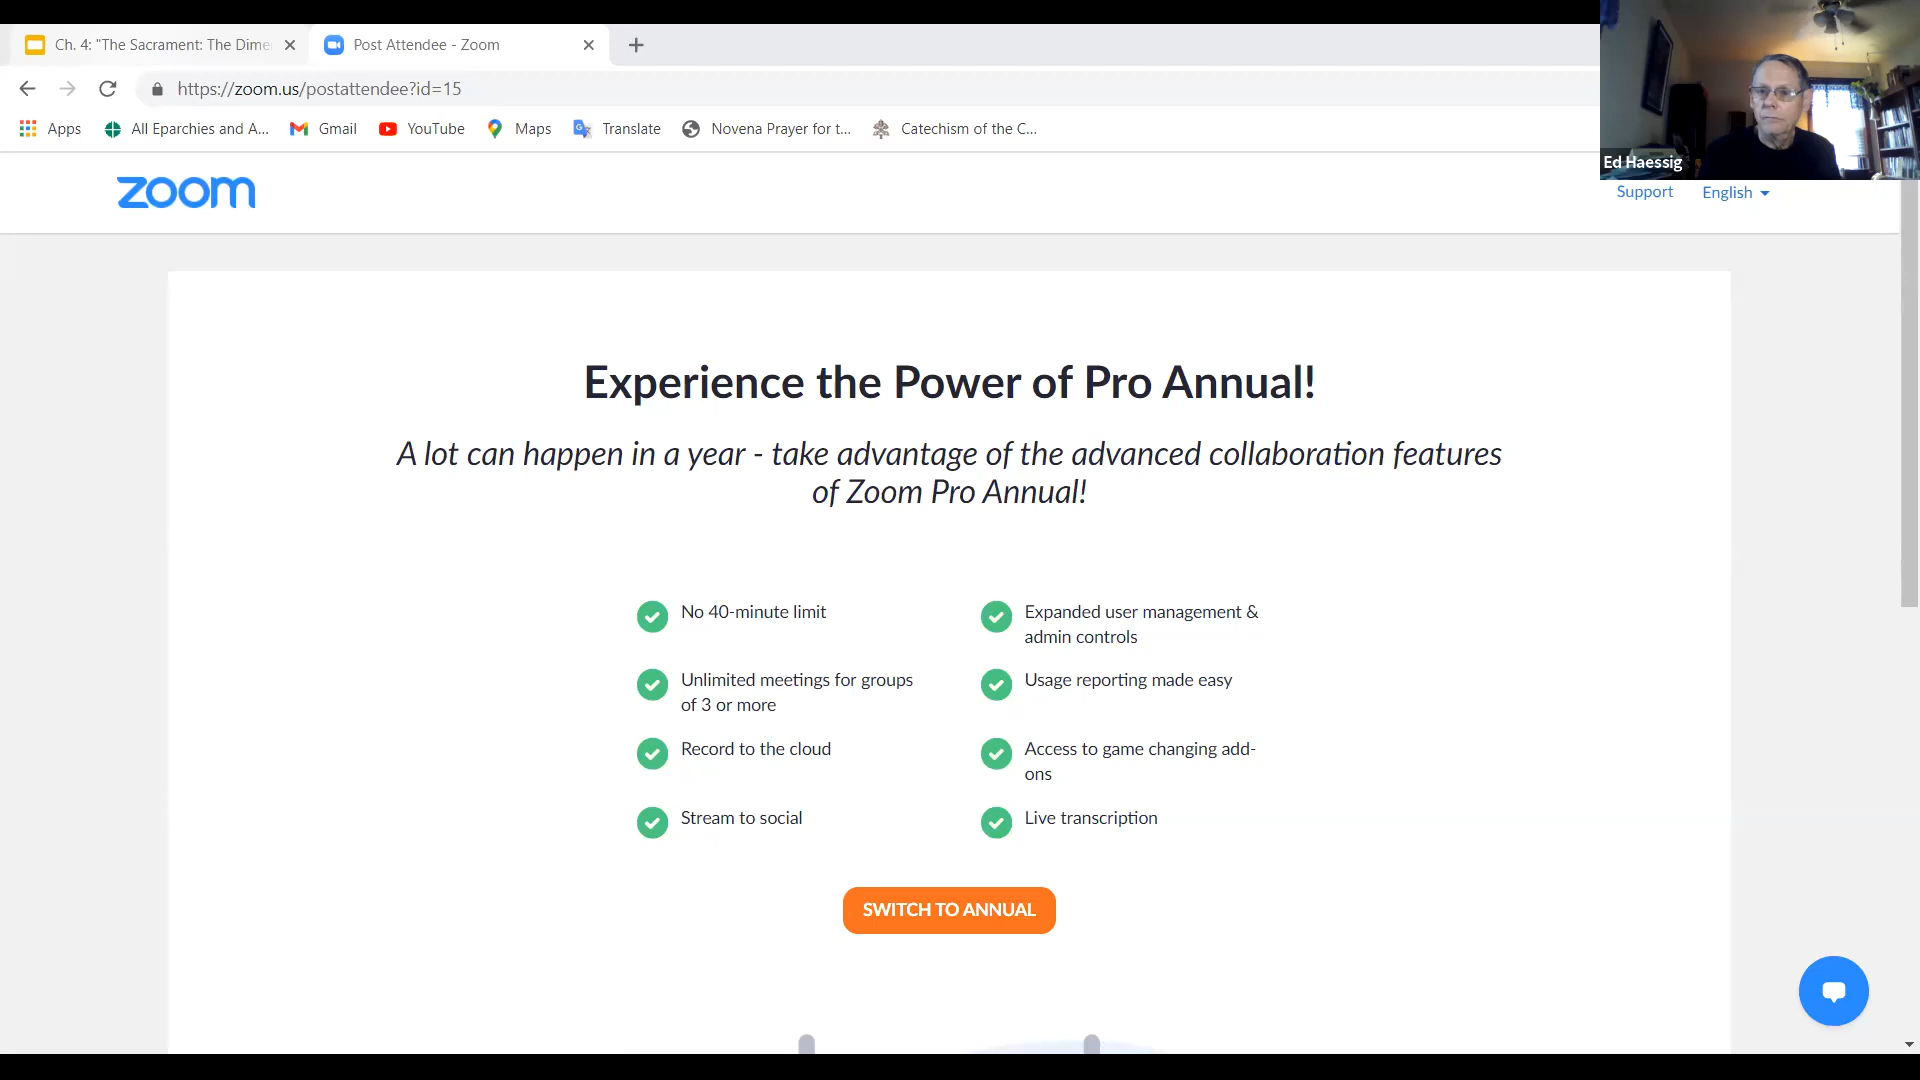 Ch. 4: "The Sacrament: The Dime
Post Attendee - Zoom
https://zoom.us/postattendee?id=15
Apps
All Eparchies and A...
Gmail
YouTube
Maps
Translate
Novena Prayer for t...
Catechism of the C...
Ed Haessig
zoom
Support
English
Experience the Power of Pro Annual!
A lot can happen in a year - take advantage of the advanced collaboration features
of Zoom Pro Annual!
No 40-minute limit
Expanded user management &
admin controls
Unlimited meetings for groups
of 3 or more
Usage reporting made easy
Record to the cloud
Access to game changing add-
ons
Stream to social
Live transcription
SWITCH TO ANNUAL